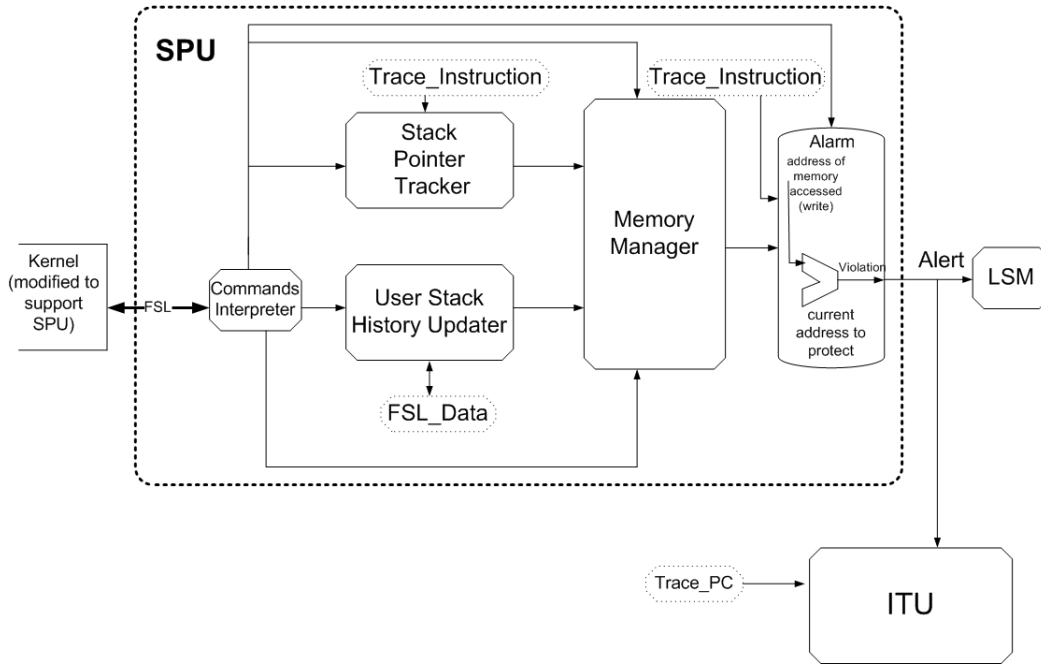 SPU
Trace_Instruction
Trace_Instruction
Stack
Pointer
Tracker
Alarm
address of
memory
accessed
(write)
Memory
Manager
Kernel
(modified to
support
SPU)
FSL
Commands
Interpreter
User Stack
History Updater
Violation
Alert
LSM
current
address to
protect
FSL_Data
Trace_PC
ITU